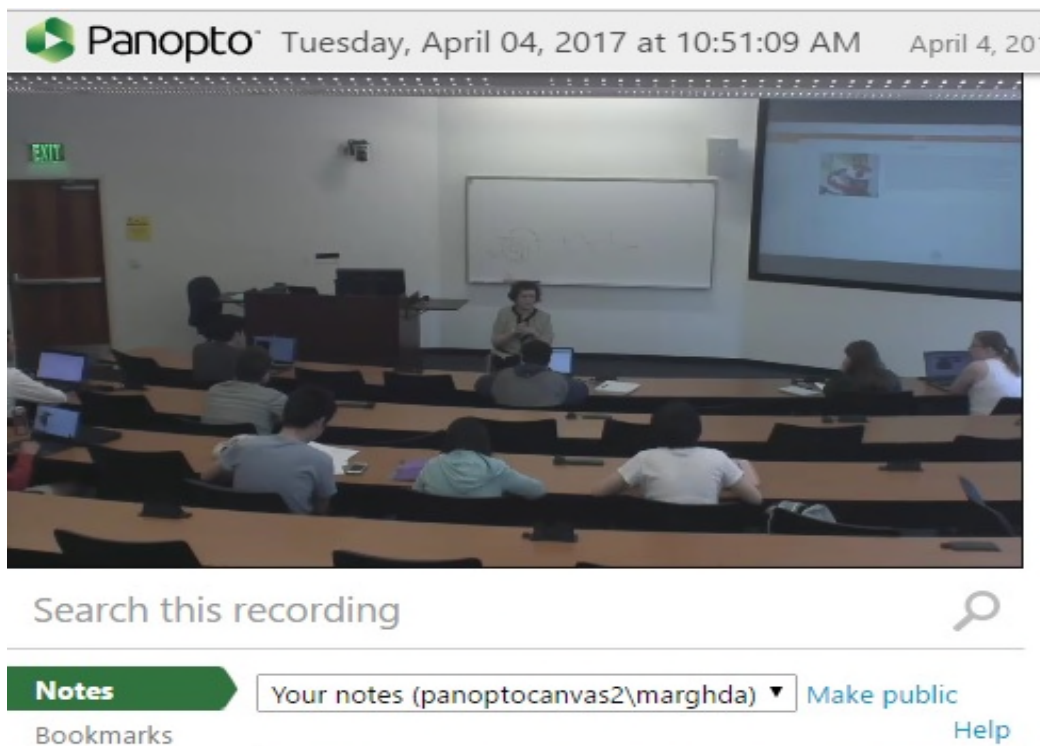 Panopto Tuesday, April 04, 2017 at 10:51:09 AM April 4, 201
EXIT
Search this recording
Notes Your notes (panoptocanvas2\marghda) ▼ Make public
Bookmarks Help